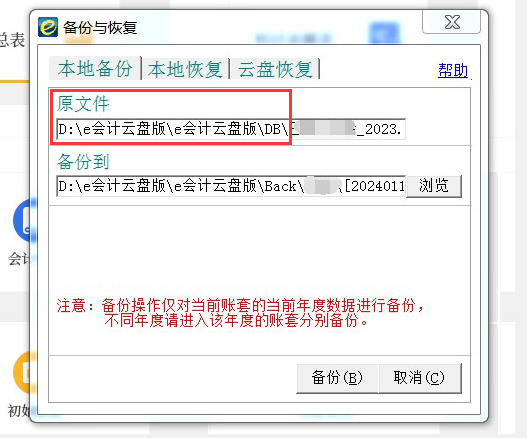 备份与恢复
总表
本地备份 本地恢复 云盘恢复
帮助
原文件
D:\e会计云盘版\e会计云盘版\DB\[ _2023.
备份到
D:\e会计云盘版\e会计云盘版\Back\ \[2024011
浏览
会计
注意：备份操作仅对当前账套的当前年度数据进行备份，
不同年度请进入该年度的账套分别备份。
备份(B) 取消(C)
初始